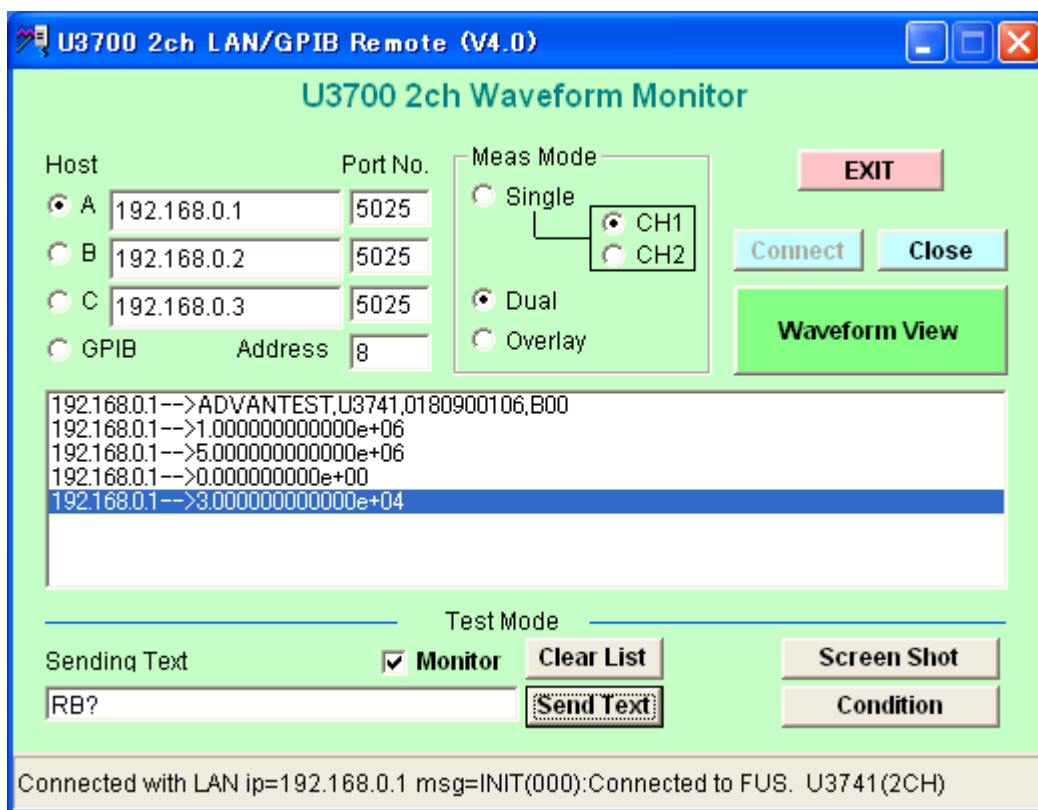 U3700 2ch LAN/GPIB Remote (V4.0)
U3700 2ch Waveform Monitor
Host Port No. Meas Mode EXIT
A 192.168.0.1 5025 Single CH1
B 192.168.0.2 5025 CH2 Connect Close
C 192.168.0.3 5025 Dual Waveform View
GPIB Address 8 Overlay
192.168.0.1-->ADVANTEST,U3741,0180900106,B00
192.168.0.1-->1.000000000000e+06
192.168.0.1-->5.000000000000e+06
192.168.0.1-->0.000000000e+00
192.168.0.1-->3.000000000000e+04
Test Mode
Sending Text Monitor Clear List Screen Shot
RB? Send Text Condition
Connected with LAN ip=192.168.0.1 msg=INIT(000):Connected to FUS. U3741(2CH)